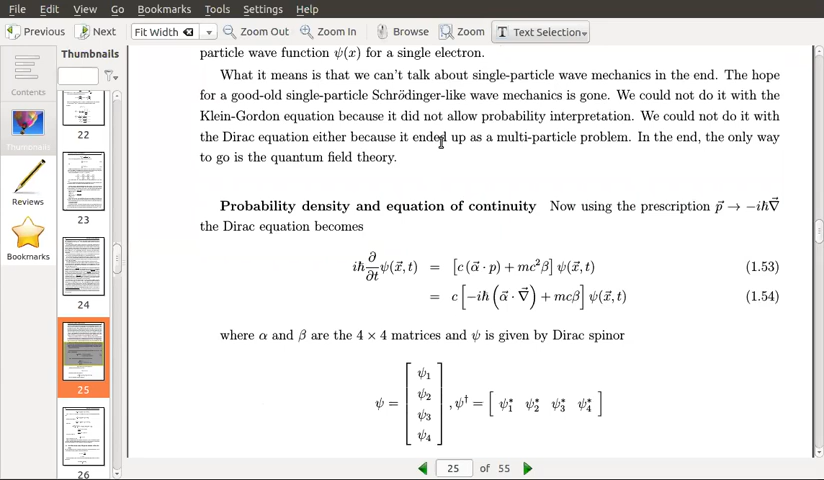 File Edit View Go Bookmarks Tools Settings Help
Previous Next Fit Width Zoom Out Zoom In Browse Zoom Text Selection
Thumbnails
Contents
Thumbnails
Reviews
Bookmarks
22
23
24
25
26
particle wave function ψ(x) for a single electron.
What it means is that we can't talk about single-particle wave mechanics in the end. The hope
for a good-old single-particle Schrödinger-like wave mechanics is gone. We could not do it with the
Klein-Gordon equation because it did not allow probability interpretation. We could not do it with
the Dirac equation either because it ended up as a multi-particle problem. In the end, the only way
to go is the quantum field theory.
Probability density and equation of continuity Now using the prescription p⃗ → −iħ∇⃗
the Dirac equation becomes
iħ ∂/∂t ψ(x⃗, t) = [c (α⃗ · p) + mc²β] ψ(x⃗, t) (1.53)
= c [−iħ (α⃗ · ∇⃗) + mcβ] ψ(x⃗, t) (1.54)
where α and β are the 4 × 4 matrices and ψ is given by Dirac spinor
ψ = [ψ₁ ψ₂ ψ₃ ψ₄] , ψ† = [ ψ₁* ψ₂* ψ₃* ψ₄* ]
25 of 55